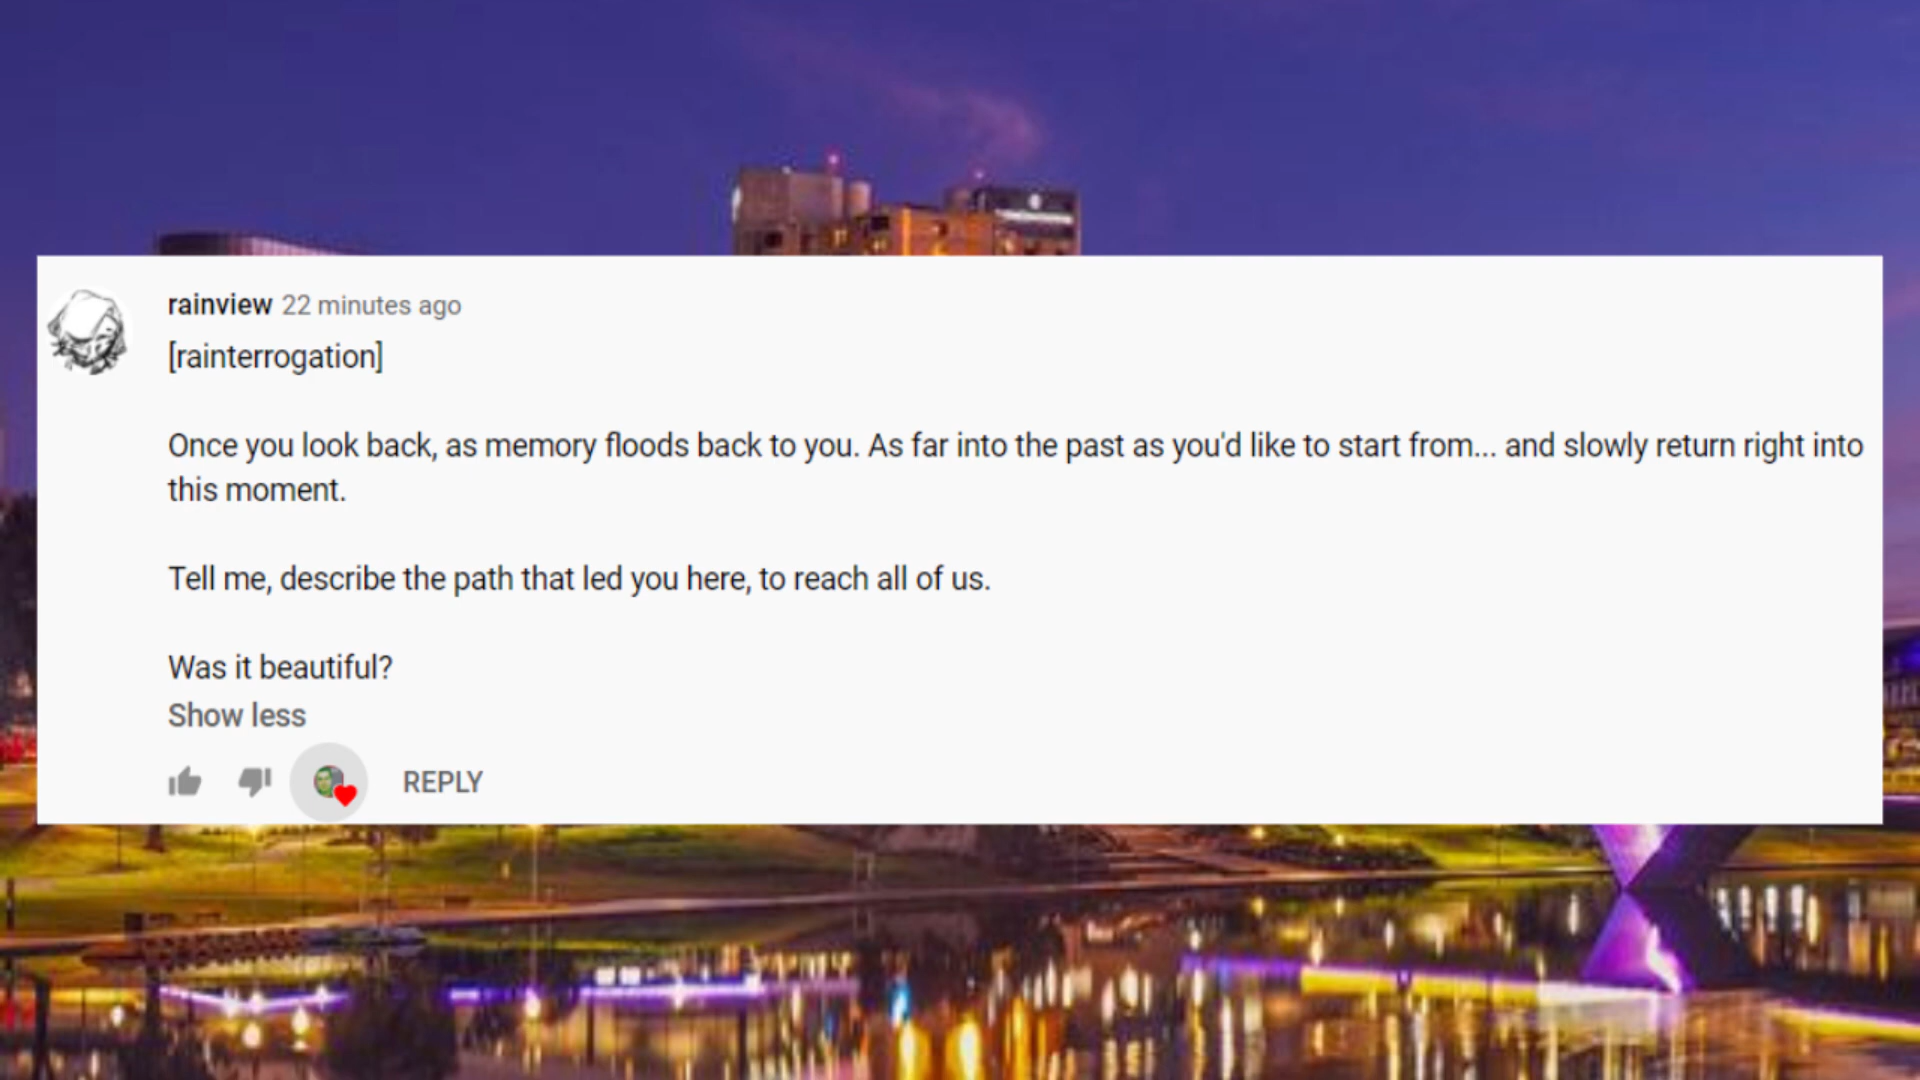 rainview 22 minutes ago
[rainterrogation]
Once you look back, as memory floods back to you. As far into the past as you'd like to start from... and slowly return right into
this moment.
Tell me, describe the path that led you here, to reach all of us.
Was it beautiful?
Show less
REPLY